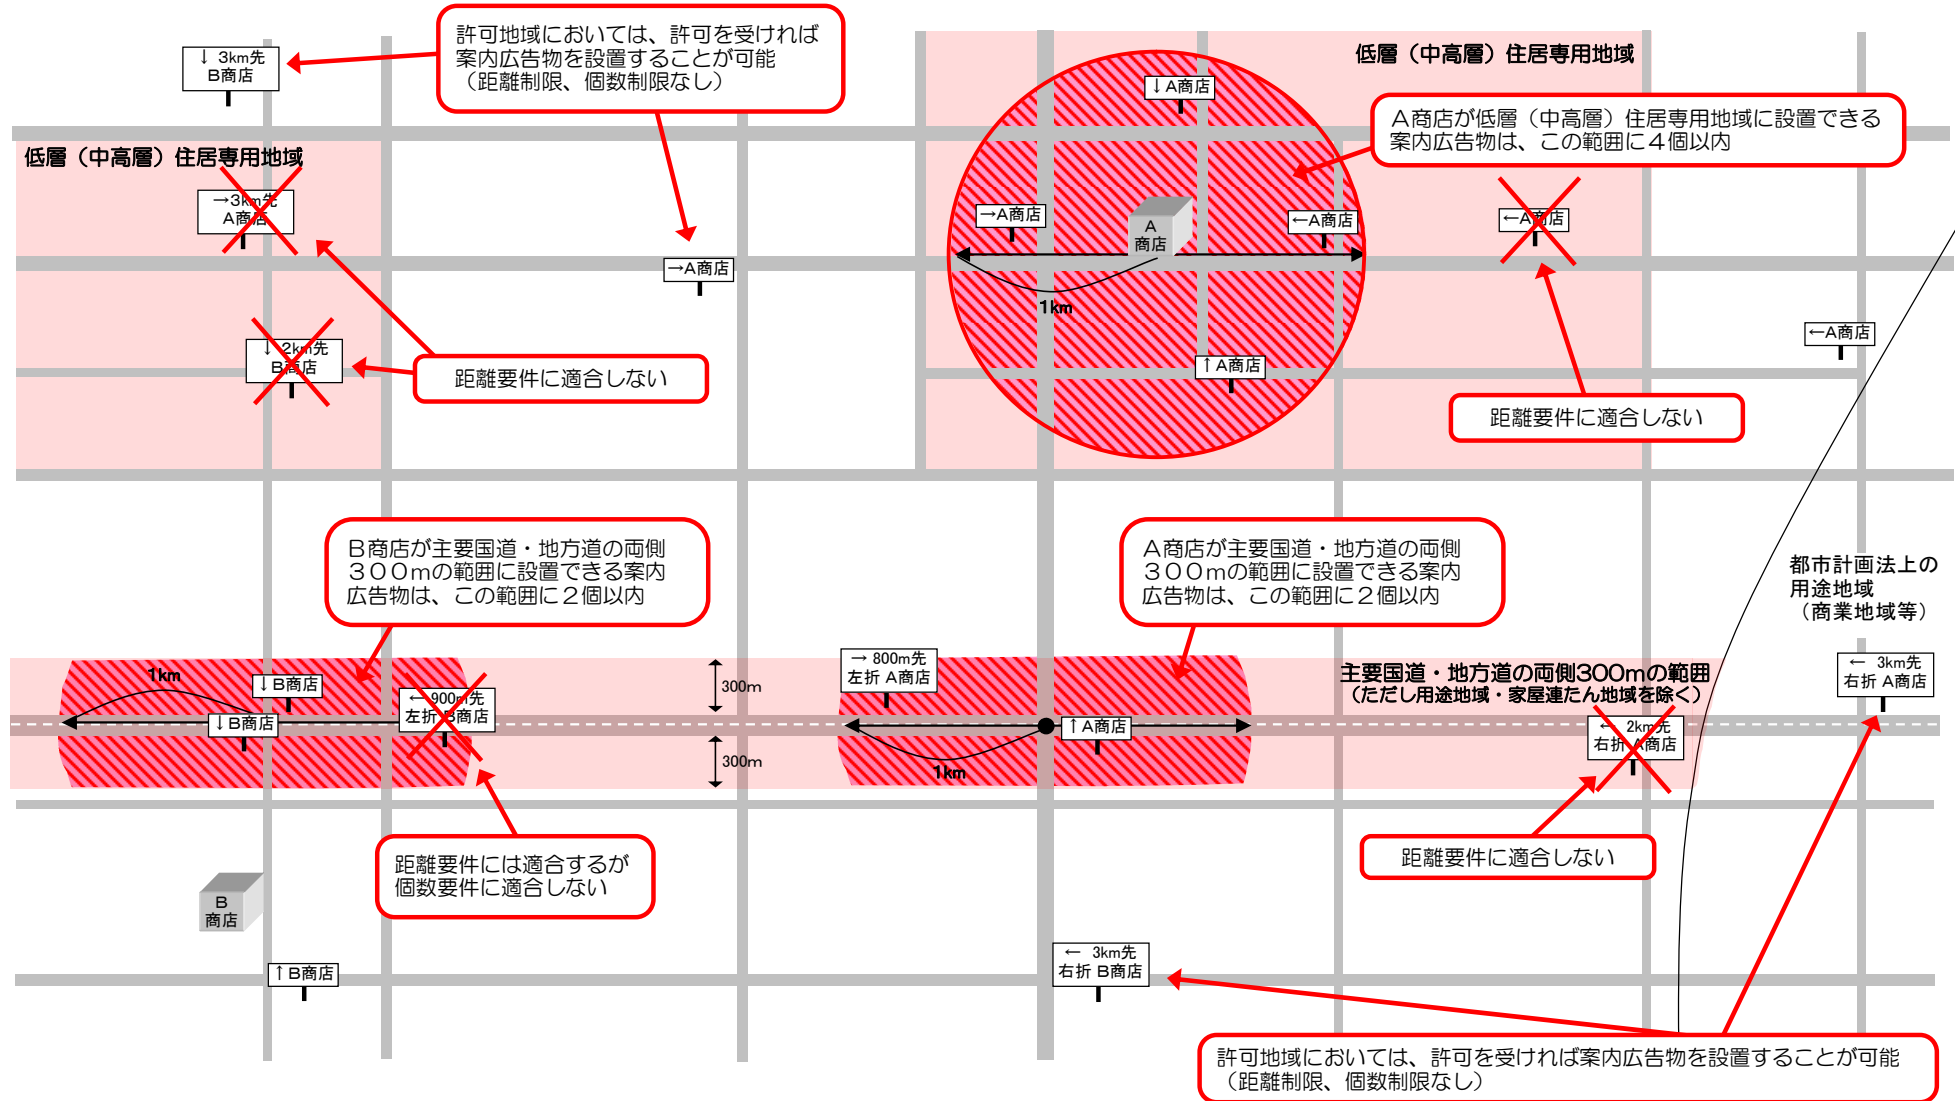 ↓ 3km先
B商店
許可地域においては、許可を受ければ
案内広告物を設置することが可能
（距離制限、個数制限なし）
低層（中高層）住居専用地域
↓A商店
A商店が低層（中高層）住居専用地域に設置できる
案内広告物は、この範囲に４個以内
低層（中高層）住居専用地域
→3km先
A商店
→A商店
A
商店
←A商店
←A商店
→A商店
1km
↓ 2km先
B商店
距離要件に適合しない
↑A商店
←A商店
距離要件に適合しない
B商店が主要国道・地方道の両側
３００mの範囲に設置できる案内
広告物は、この範囲に２個以内
A商店が主要国道・地方道の両側
３００mの範囲に設置できる案内
広告物は、この範囲に２個以内
都市計画法上の
用途地域
（商業地域等）
1km
↓B商店
↓B商店
← 900m先
左折 B商店
300m
300m
→ 800m先
左折 A商店
↑A商店
1km
主要国道・地方道の両側300mの範囲
（ただし用途地域・家屋連たん地域を除く）
← 2km先
右折 A商店
← 3km先
右折 A商店
距離要件には適合するが
個数要件に適合しない
距離要件に適合しない
B
商店
↑B商店
← 3km先
右折 B商店
許可地域においては、許可を受ければ案内広告物を設置することが可能
（距離制限、個数制限なし）